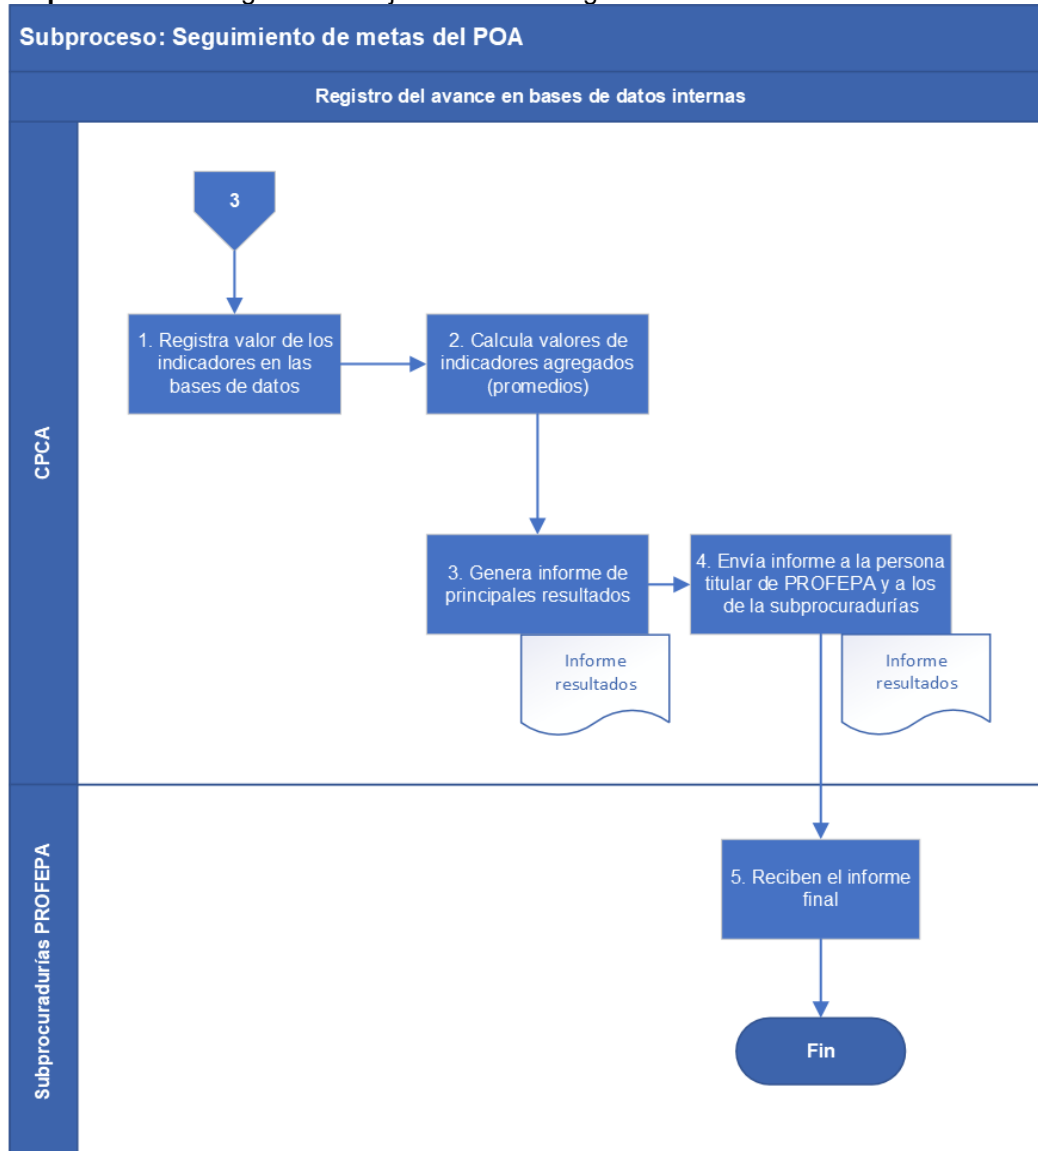 Subproceso: Seguimiento de metas del POA
Registro del avance en bases de datos internas
CPCA
3
1. Registra valor de los
indicadores en las
bases de datos
2. Calcula valores de
indicadores agregados
(promedios)
3. Genera informe de
principales resultados
4. Envía informe a la persona
titular de PROFEPA y a los
de la subprocuradurías
Informe
resultados
Informe
resultados
Subprocuradurías PROFEPA
5. Reciben el informe
final
Fin